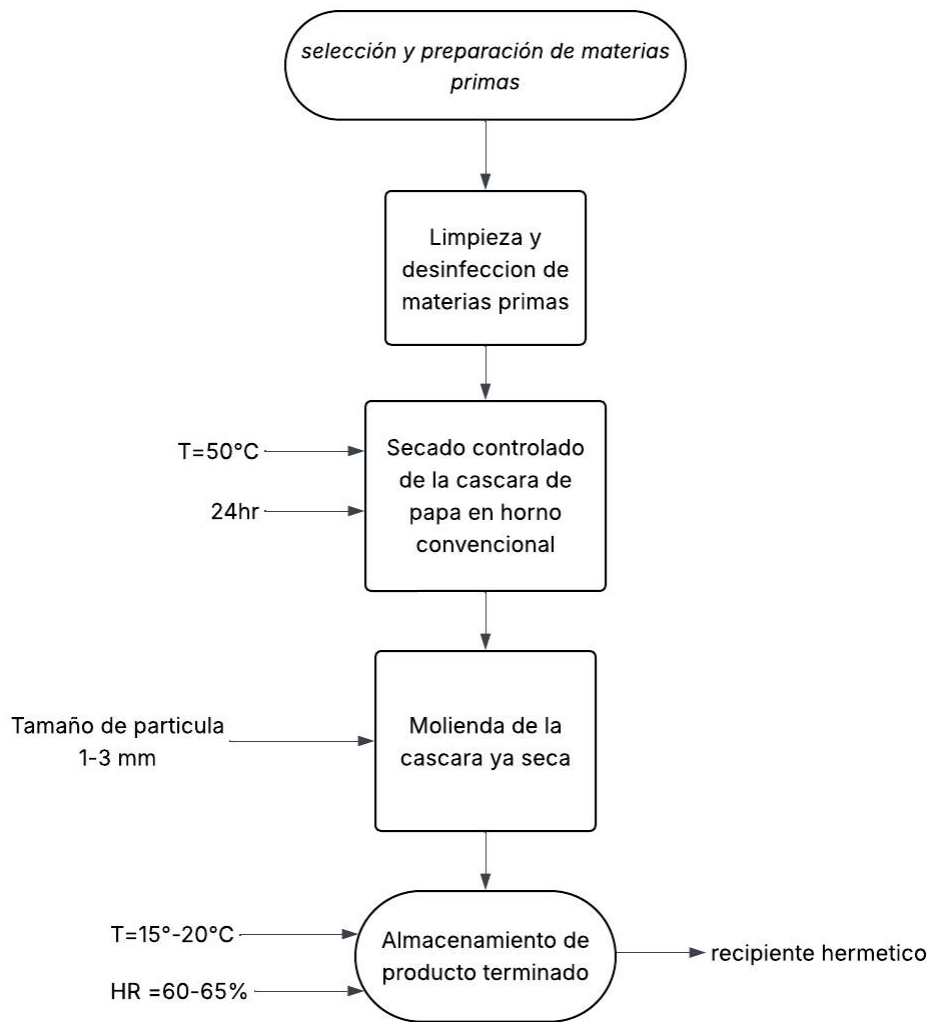 selección y preparación de materias
primas
Limpieza y
desinfeccion de
materias primas
T=50°C
24hr
Secado controlado
de la cascara de
papa en horno
convencional
Tamaño de particula
1-3 mm
Molienda de la
cascara ya seca
T=15°-20°C
HR =60-65%
Almacenamiento de
producto terminado
recipiente hermetico